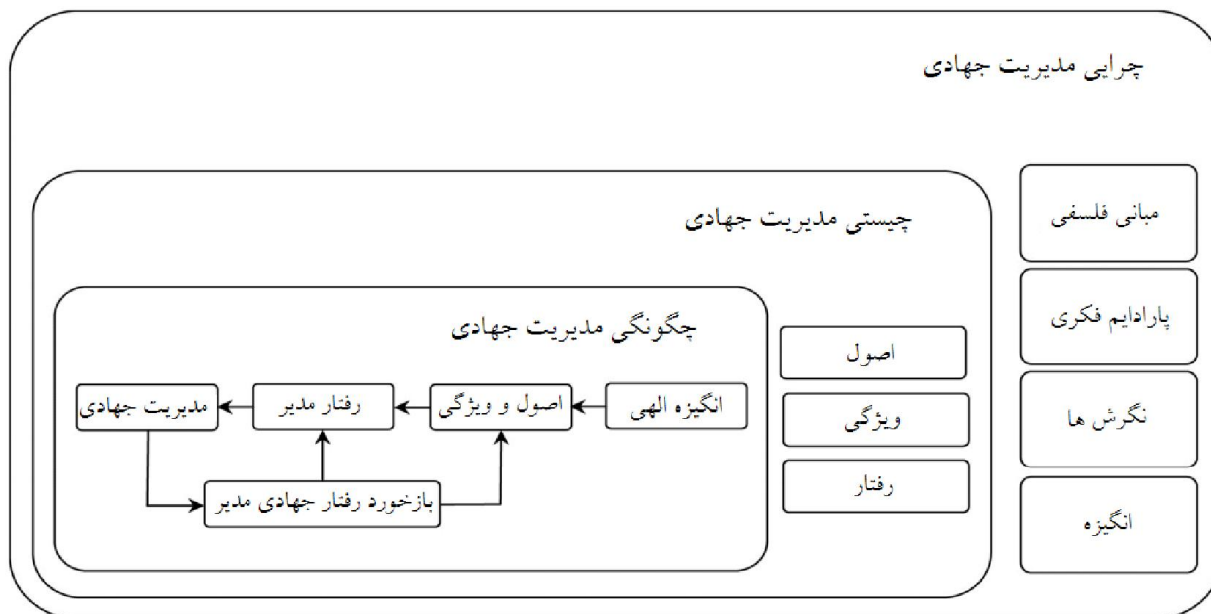 چرایی مدیریت جهادی
مبانی فلسفی
پارادایم فکری
نگرش ها
انگیزه
چیستی مدیریت جهادی
اصول
ویژگی
رفتار
چگونگی مدیریت جهادی
انگیزه الهی
اصول و ویژگی
رفتار مدیر
مدیریت جهادی
بازخورد رفتار جهادی مدیر